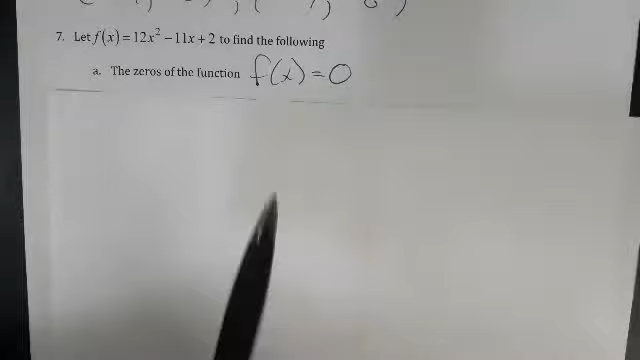 7. Let f(x) = 12x² − 11x + 2 to find the following
a. The zeros of the function f(x) = 0